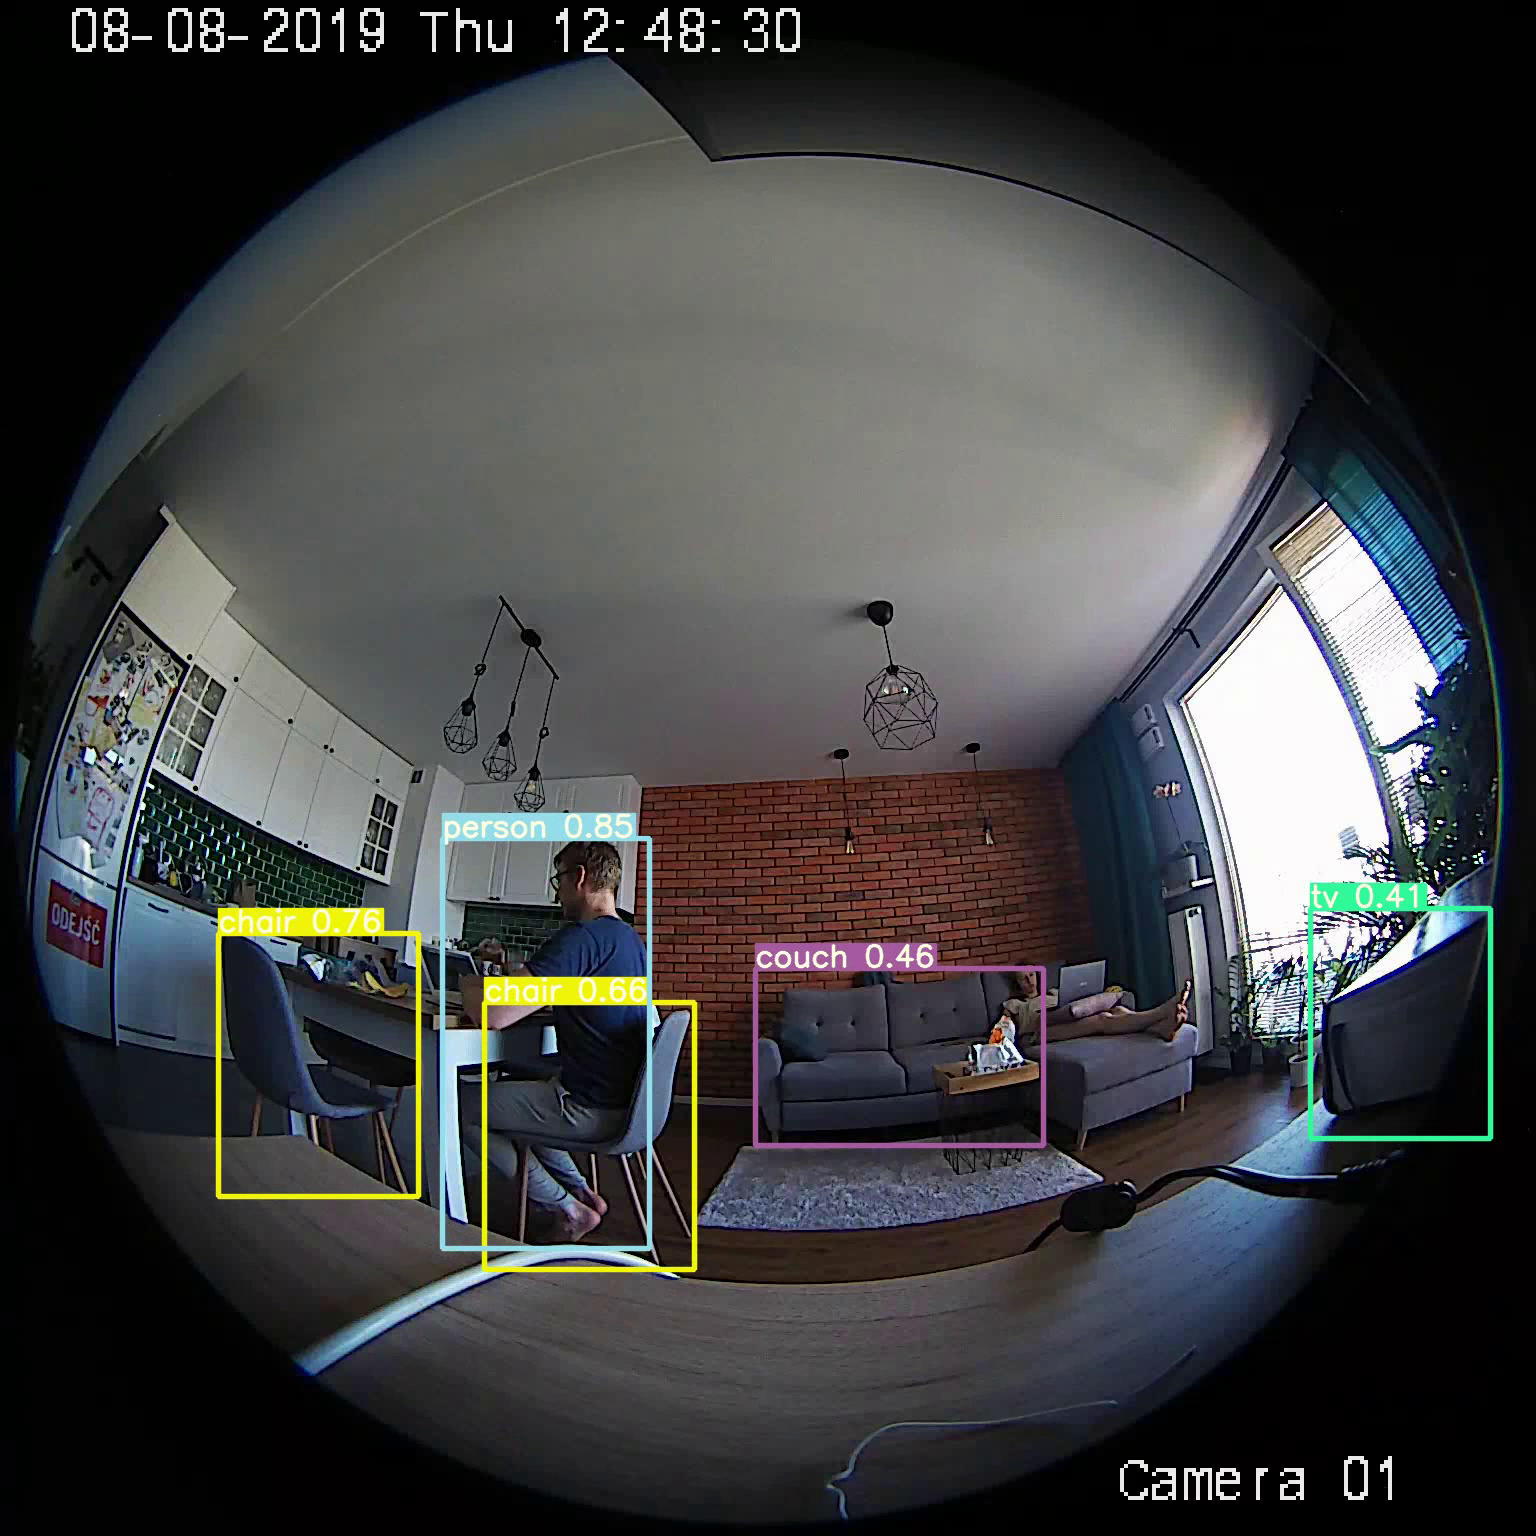 08-08-2019 Thu 12:48:30
person 0.85
tv 0.41
chair 0.76
couch 0.46
chair 0.66
ODEJŚĆ
Camera 01